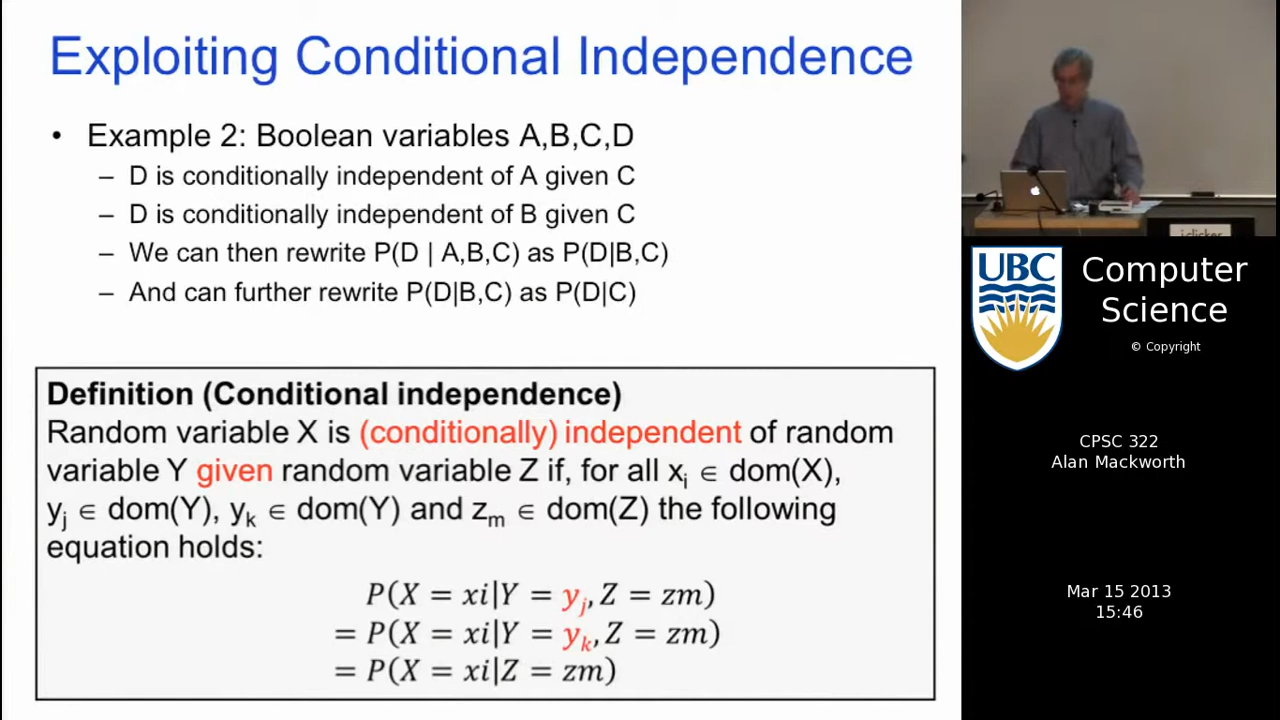 Exploiting Conditional Independence
• Example 2: Boolean variables A,B,C,D
– D is conditionally independent of A given C
– D is conditionally independent of B given C
– We can then rewrite P(D | A,B,C) as P(D|B,C)
– And can further rewrite P(D|B,C) as P(D|C)
Definition (Conditional independence)
Random variable X is (conditionally) independent of random
variable Y given random variable Z if, for all xᵢ ∈ dom(X),
yⱼ ∈ dom(Y), yₖ ∈ dom(Y) and zₘ ∈ dom(Z) the following
equation holds:
P(X = xi|Y = yⱼ, Z = zm)
= P(X = xi|Y = yₖ, Z = zm)
= P(X = xi|Z = zm)
i clicker
UBC
Computer
Science
© Copyright
CPSC 322
Alan Mackworth
Mar 15 2013
15:46